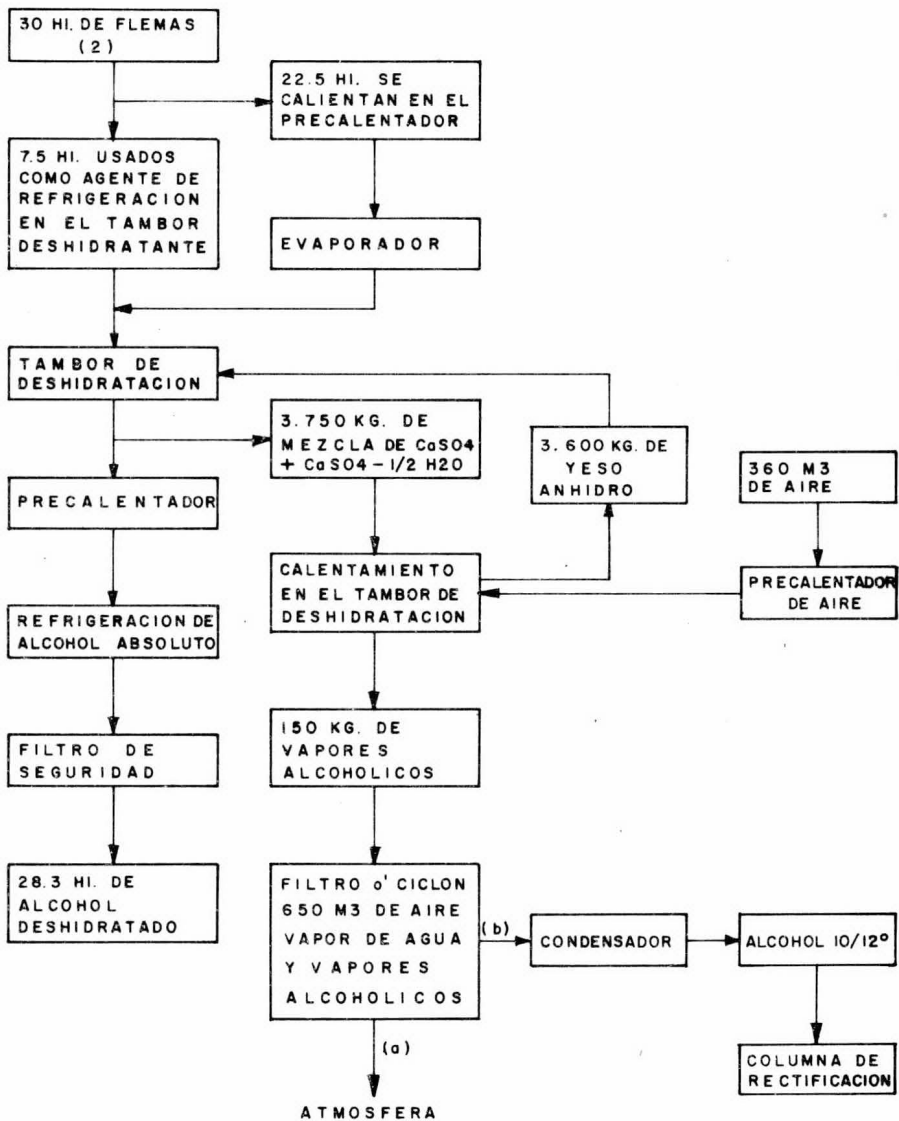 30 Hl. DE FLEMAS
(2)
22.5 Hl. SE
CALIENTAN EN EL
PRECALENTADOR
7.5 Hl. USADOS
COMO AGENTE DE
REFRIGERACION
EN EL TAMBOR
DESHIDRATANTE
EVAPORADOR
TAMBOR DE
DESHIDRATACION
3.750 KG. DE
MEZCLA DE CaSO4
+ CaSO4 - 1/2 H2O
3.600 KG. DE
YESO
ANHIDRO
360 M3
DE AIRE
PRECALENTADOR
CALENTAMIENTO
EN EL TAMBOR DE
DESHIDRATACION
PRECALENTADOR
DE AIRE
REFRIGERACION DE
ALCOHOL ABSOLUTO
150 KG. DE
VAPORES
ALCOHOLICOS
FILTRO DE
SEGURIDAD
28.3 Hl. DE
ALCOHOL
DESHIDRATADO
FILTRO o' CICLON
650 M3 DE AIRE
VAPOR DE AGUA
Y VAPORES
ALCOHOLICOS
(b)
CONDENSADOR
ALCOHOL 10/12°
(a)
COLUMNA DE
RECTIFICACION
ATMOSFERA